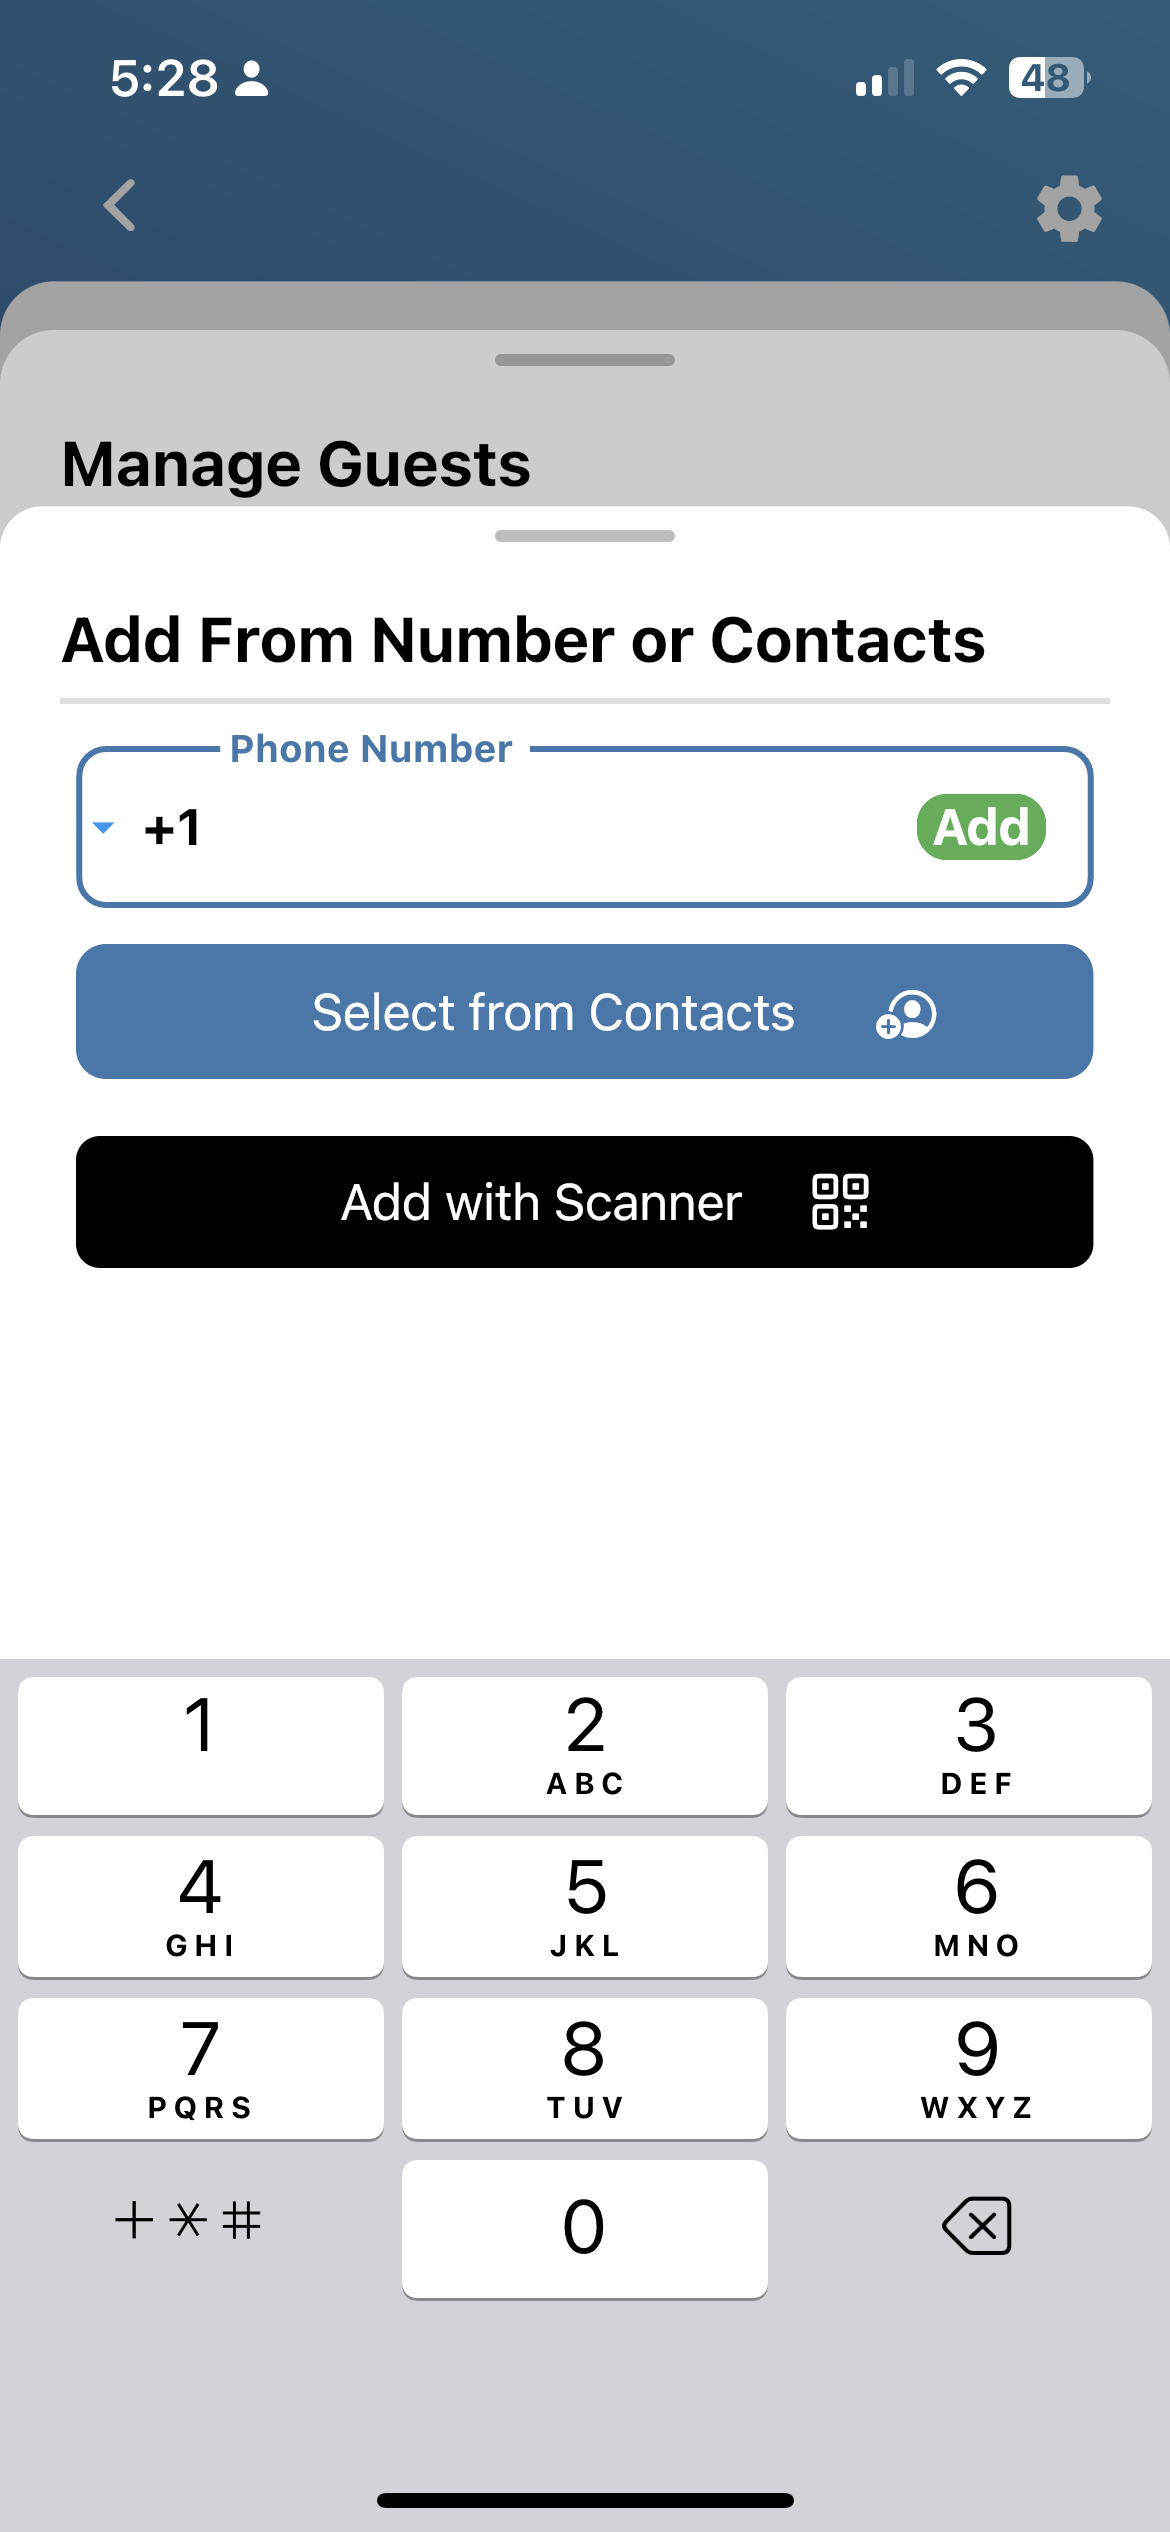 5:28
48
Manage Guests
Add From Number or Contacts
Phone Number
+1
Add
Select from Contacts
Add with Scanner
1
2
ABC
3
DEF
4
GHI
5
JKL
6
MNO
7
PQRS
8
TUV
9
WXYZ
+*#
0